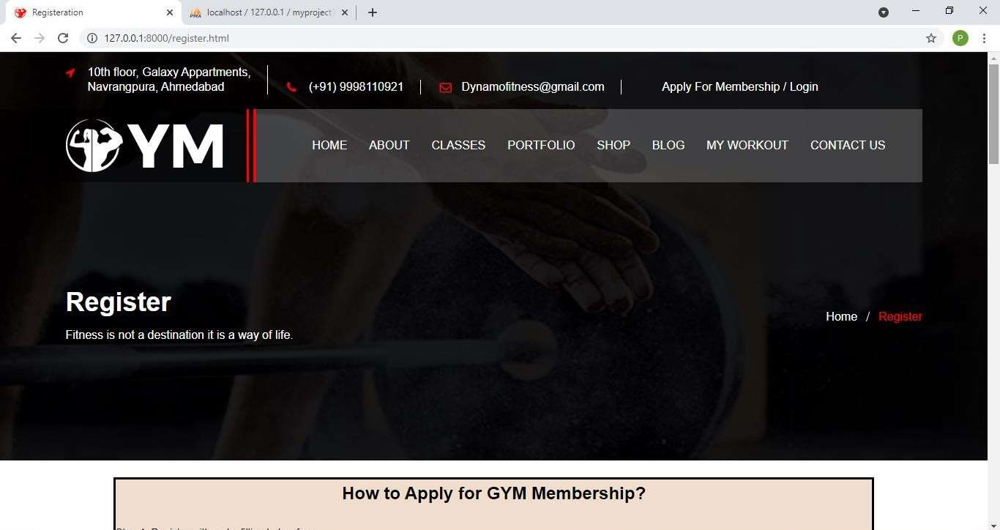 Registeration
localhost / 127.0.0.1 / myproject
127.0.0.1:8000/register.html
P
10th floor, Galaxy Appartments,
Navrangpura, Ahmedabad
(+91) 9998110921
Dynamofitness@gmail.com
Apply For Membership / Login
YM
HOME ABOUT CLASSES PORTFOLIO SHOP BLOG MY WORKOUT CONTACT US
Register
Fitness is not a destination it is a way of life.
Home / Register
How to Apply for GYM Membership?